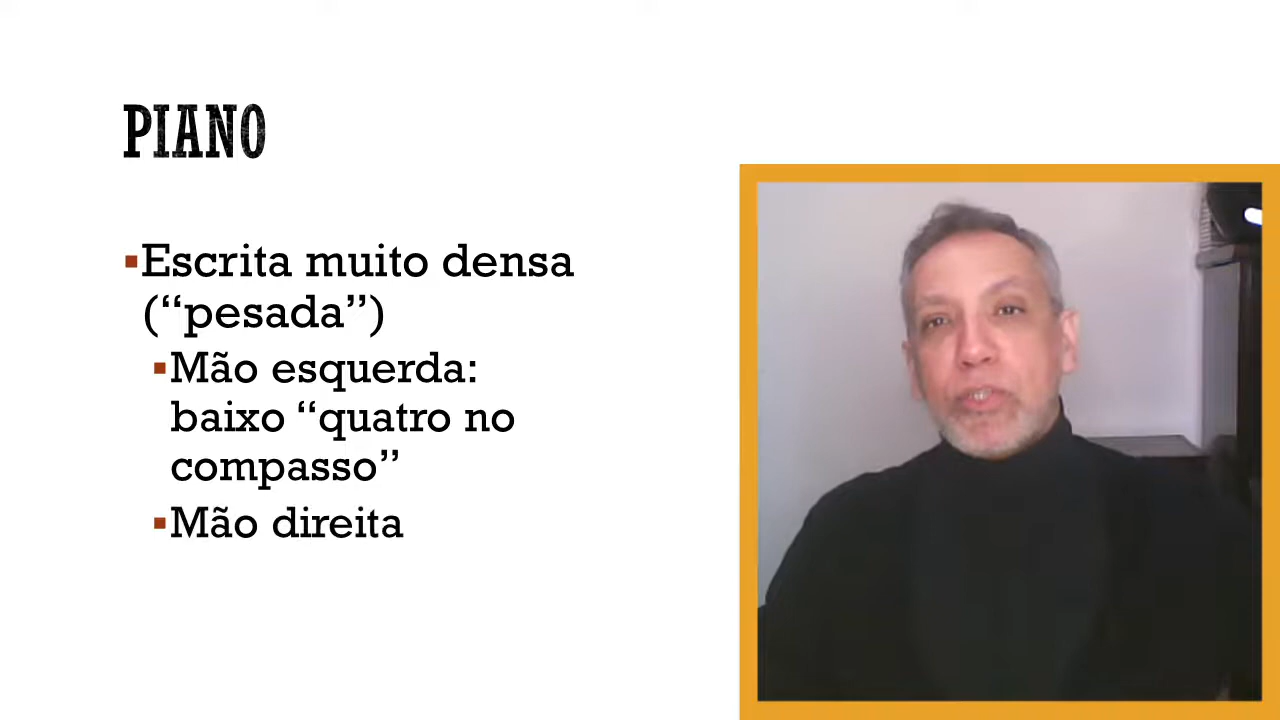 PIANO
▪Escrita muito densa
(“pesada”)
▪Mão esquerda:
baixo “quatro no
compasso”
▪Mão direita